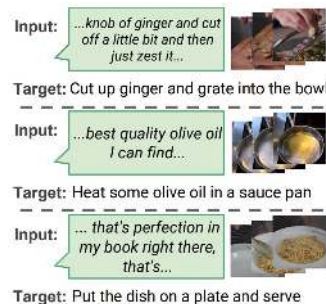 Input:
...knob of ginger and cut
off a little bit and then
just zest it...
Target: Cut up ginger and grate into the bowl
Input:
...best quality olive oil
I can find...
Target: Heat some olive oil in a sauce pan
Input:
... that's perfection in
my book right there,
that's...
Target: Put the dish on a plate and serve